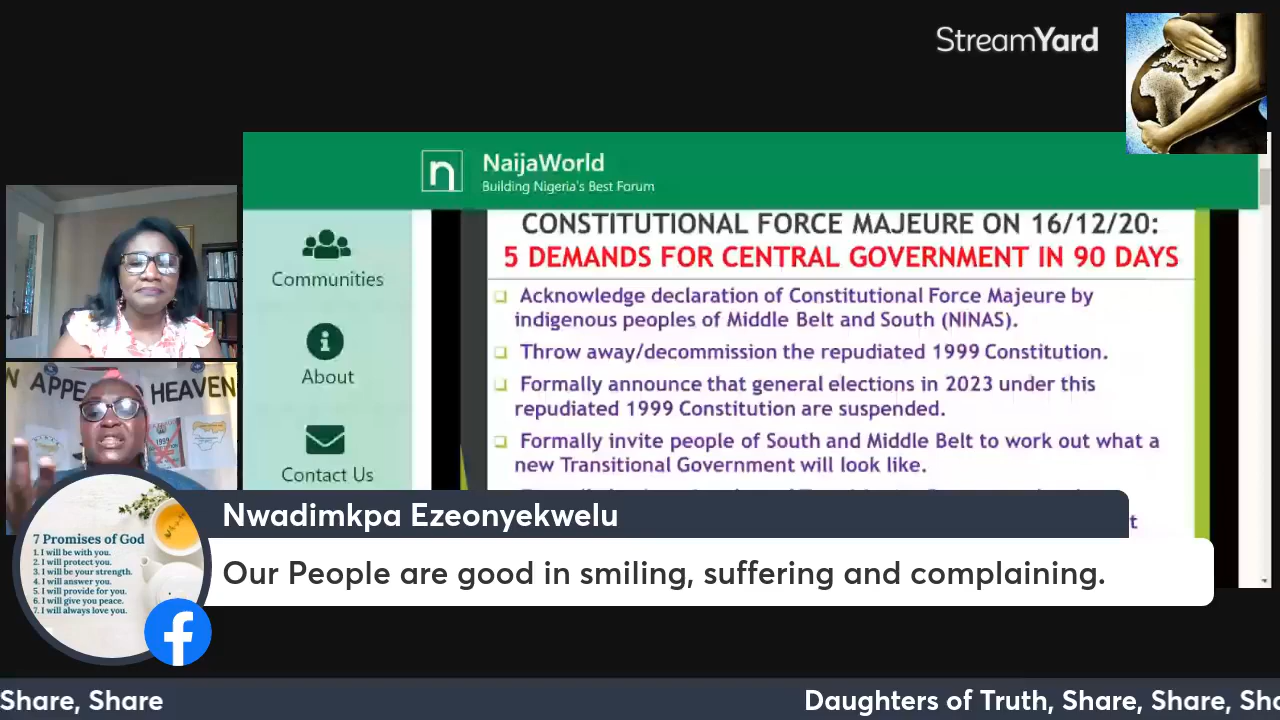 StreamYard
NaijaWorld
Building Nigeria's Best Forum
Communities
About
Contact Us
CONSTITUTIONAL FORCE MAJEURE ON 16/12/20:
5 DEMANDS FOR CENTRAL GOVERNMENT IN 90 DAYS
Acknowledge declaration of Constitutional Force Majeure by
indigenous peoples of Middle Belt and South (NINAS).
Throw away/decommission the repudiated 1999 Constitution.
Formally announce that general elections in 2023 under this
repudiated 1999 Constitution are suspended.
Formally invite people of South and Middle Belt to work out what a
new Transitional Government will look like.
N APPE HEAVEN
1999
7 Promises of God
1. I will be with you.
2. I will protect you.
3. I will be your strength.
4. I will answer you.
5. I will provide for you.
6. I will give you peace.
7. I will always love you.
Nwadimkpa Ezeonyekwelu
Our People are good in smiling, suffering and complaining.
Share, Share
Daughters of Truth, Share, Share, Sha